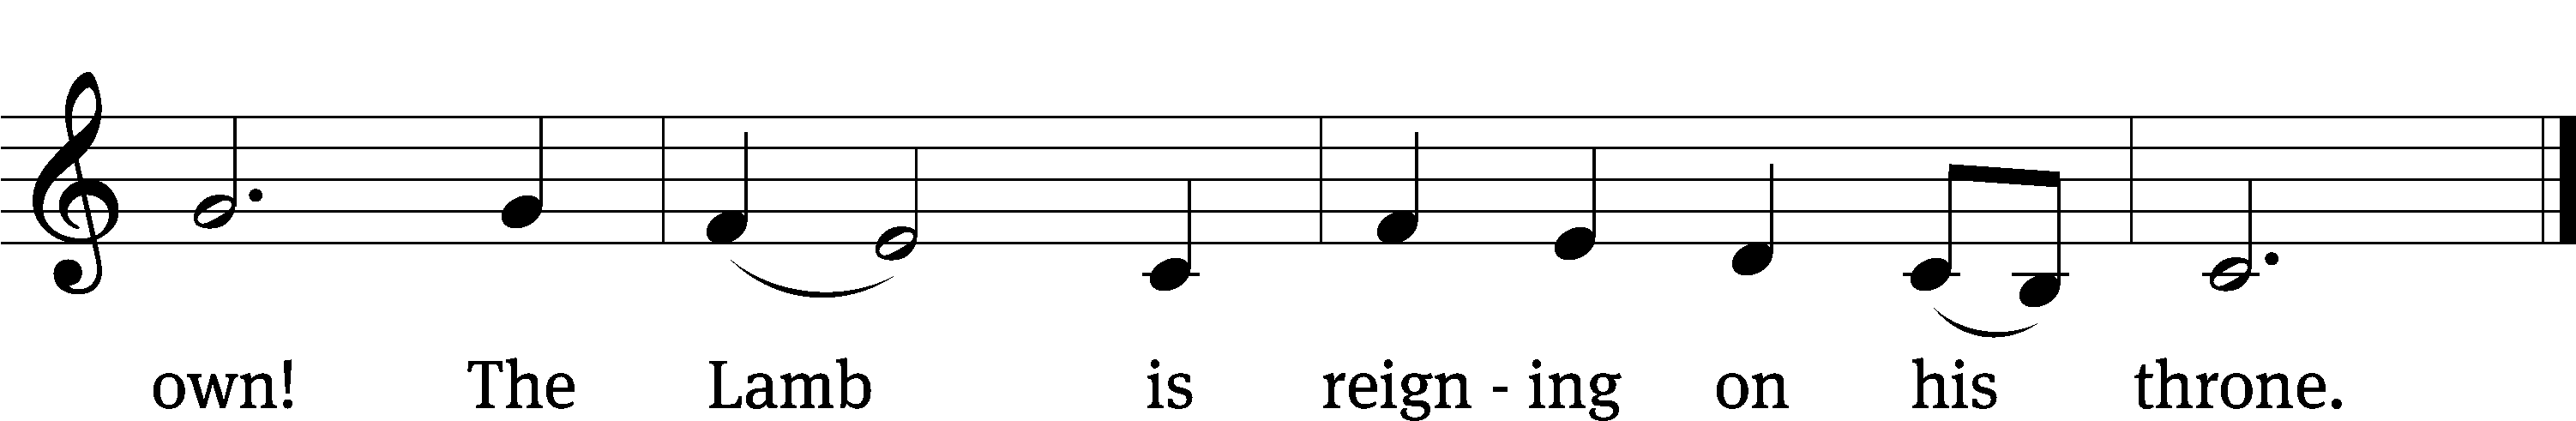 own! The Lamb is reign - ing on his throne.